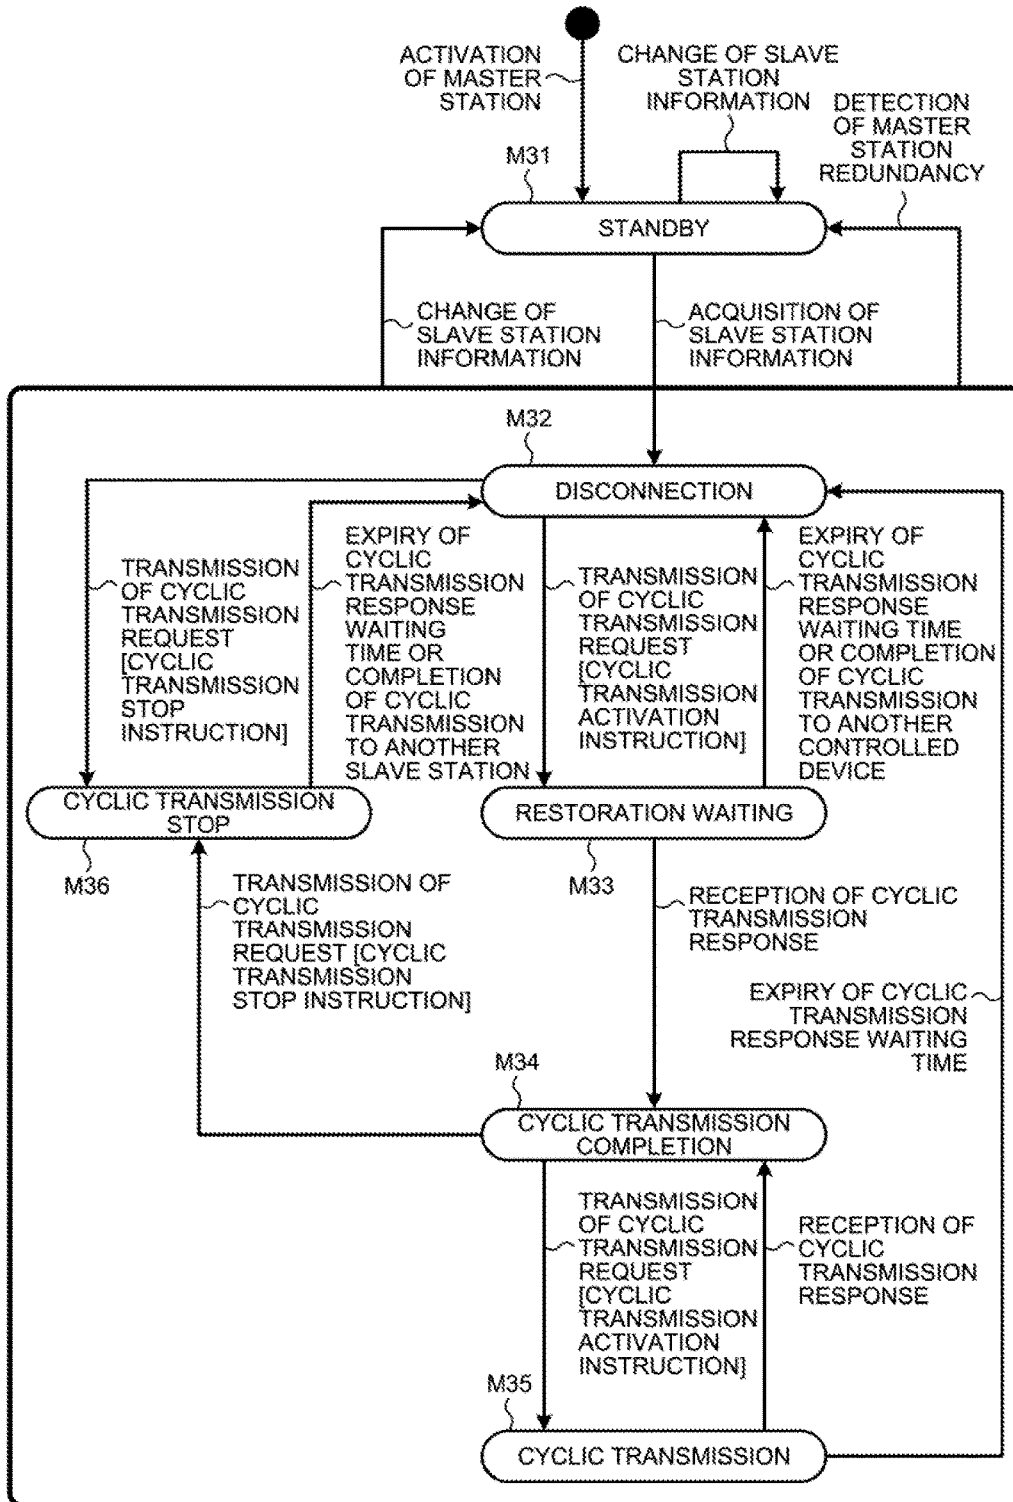 ACTIVATION
OF MASTER
STATION
CHANGE OF SLAVE
STATION
INFORMATION
DETECTION
OF MASTER
STATION
REDUNDANCY
M31
STANDBY
CHANGE OF
SLAVE STATION
INFORMATION
ACQUISITION OF
SLAVE STATION
INFORMATION
M32
DISCONNECTION
TRANSMISSION
OF CYCLIC
TRANSMISSION
REQUEST
[CYCLIC
TRANSMISSION
STOP
INSTRUCTION]
EXPIRY OF
CYCLIC
TRANSMISSION
RESPONSE
WAITING
TIME OR
COMPLETION
OF CYCLIC
TRANSMISSION
TO ANOTHER
SLAVE STATION
TRANSMISSION
OF CYCLIC
TRANSMISSION
REQUEST
[CYCLIC
TRANSMISSION
ACTIVATION
INSTRUCTION]
EXPIRY OF
CYCLIC
TRANSMISSION
RESPONSE
WAITING TIME
OR COMPLETION
OF CYCLIC
TRANSMISSION
TO ANOTHER
CONTROLLED
DEVICE
CYCLIC TRANSMISSION
STOP
M36
RESTORATION WAITING
M33
TRANSMISSION OF
CYCLIC
TRANSMISSION
REQUEST [CYCLIC
TRANSMISSION
STOP INSTRUCTION]
RECEPTION OF CYCLIC
TRANSMISSION
RESPONSE
EXPIRY OF CYCLIC
TRANSMISSION
RESPONSE WAITING
TIME
M34
CYCLIC TRANSMISSION
COMPLETION
TRANSMISSION
OF CYCLIC
TRANSMISSION
REQUEST
[CYCLIC
TRANSMISSION
ACTIVATION
INSTRUCTION]
RECEPTION OF
CYCLIC
TRANSMISSION
RESPONSE
M35
CYCLIC TRANSMISSION